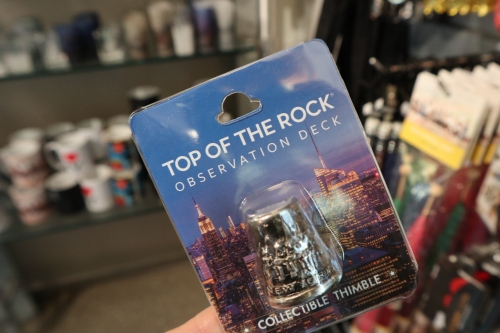 TOP OF THE ROCK®
OBSERVATION DECK
COLLECTIBLE THIMBLE